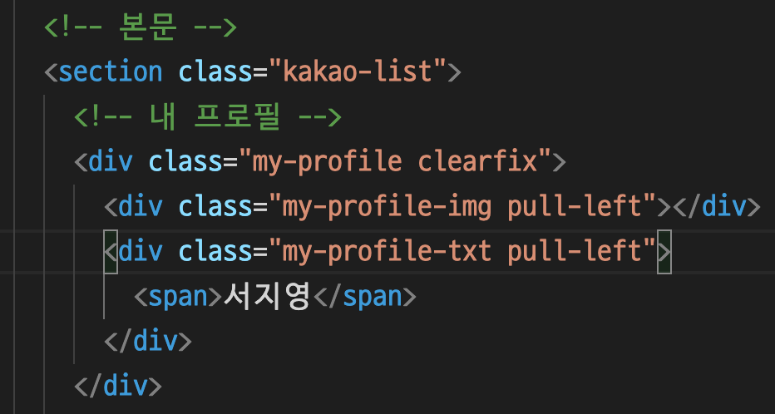 <!-- 본문 -->
<section class="kakao-list">
<!-- 내 프로필 -->
<div class="my-profile clearfix">
<div class="my-profile-img pull-left"></div>
<div class="my-profile-txt pull-left">
<span>서지영</span>
</div>
</div>